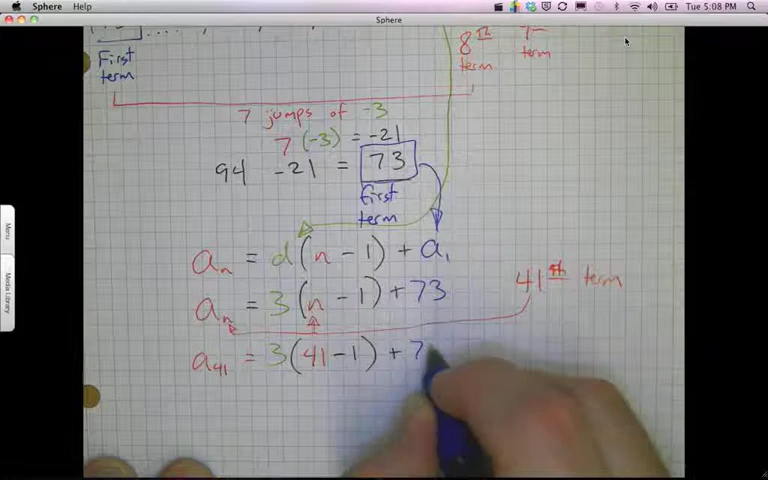 Sphere Help
Tue 5:08 PM
Sphere
8th
term
term
First
term
7 jumps of -3
7 (-3) = -21
94 -21 = 73
First
term
aₙ = d(n - 1) + a₁
41st term
aₙ = 3(n - 1) + 73
a₄₁ = 3(41 - 1) + 7
Menu
Media Library